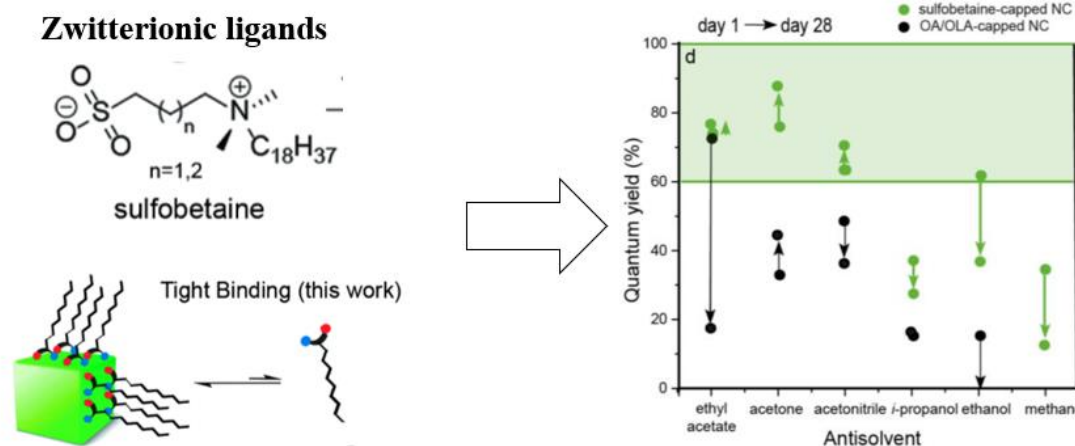 Zwitterionic ligands
O
⊖
S
O
O
n
⊕
N
C18H37
n=1,2
sulfobetaine
Tight Binding (this work)
sulfobetaine-capped NC
OA/OLA-capped NC
day 1 → day 28
d
Quantum yield (%)
100
80
60
40
20
0
ethyl
acetate
acetone
acetonitrile
i-propanol
ethanol
methan
Antisolvent